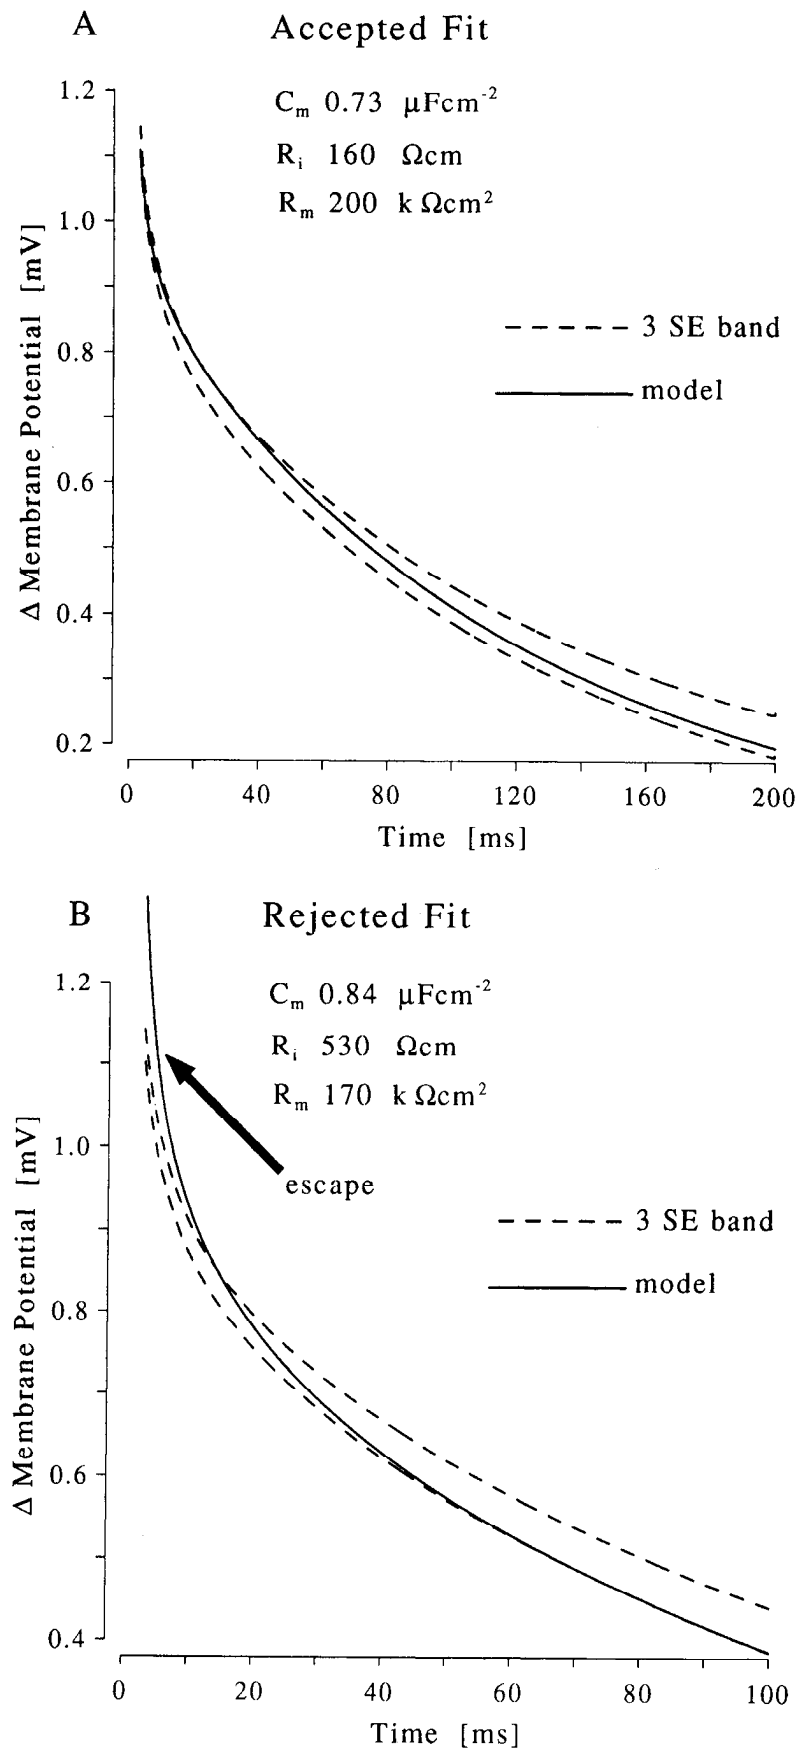 A
Accepted Fit
Cm 0.73 μFcm-2
Ri 160 Ωcm
Rm 200 k Ωcm2
1.2
1.0
0.8
0.6
0.4
0.2
Δ Membrane Potential [mV]
3 SE band
model
0 40 80 120 160 200
Time [ms]
B
Rejected Fit
Cm 0.84 μFcm-2
Ri 530 Ωcm
Rm 170 k Ωcm2
escape
1.2
1.0
0.8
0.6
0.4
Δ Membrane Potential [mV]
3 SE band
model
0 20 40 60 80 100
Time [ms]